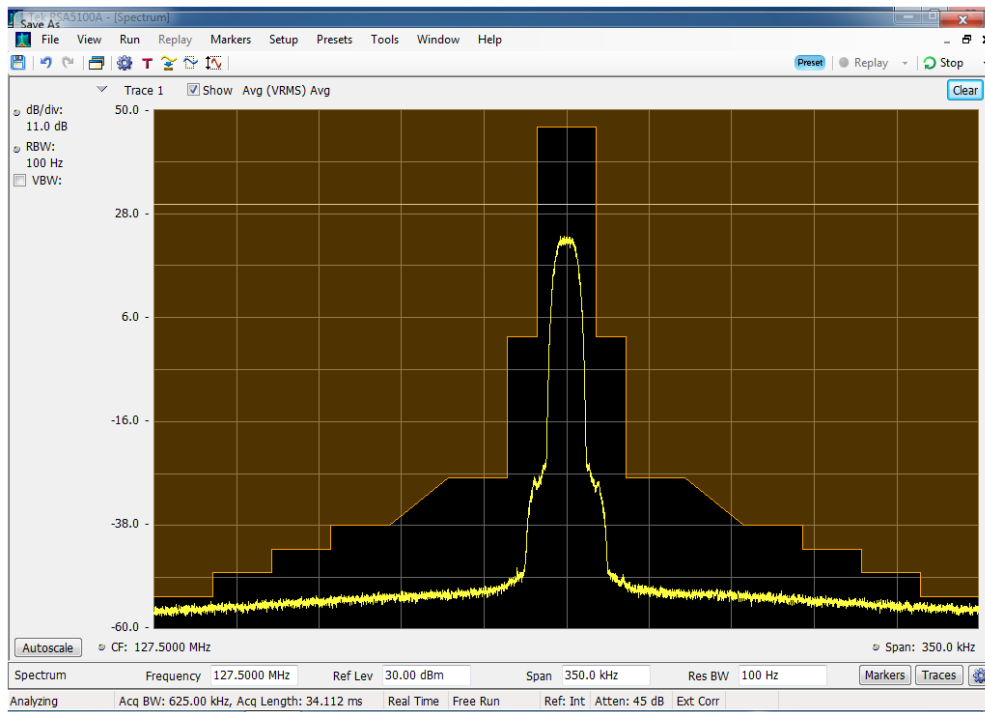 Tek RSA5100A - [Spectrum]
Save As
File View Run Replay Markers Setup Presets Tools Window Help
T Preset Replay Stop
Trace 1 Show Avg (VRMS) Avg Clear
dB/div: 50.0 -
11.0 dB
RBW:
100 Hz
VBW:
28.0 -
6.0 -
-16.0 -
-38.0 -
-60.0 -
Autoscale CF: 127.5000 MHz Span: 350.0 kHz
Spectrum Frequency 127.5000 MHz Ref Lev 30.00 dBm Span 350.0 kHz Res BW 100 Hz Markers Traces
Analyzing Acq BW: 625.00 kHz, Acq Length: 34.112 ms Real Time Free Run Ref: Int Atten: 45 dB Ext Corr